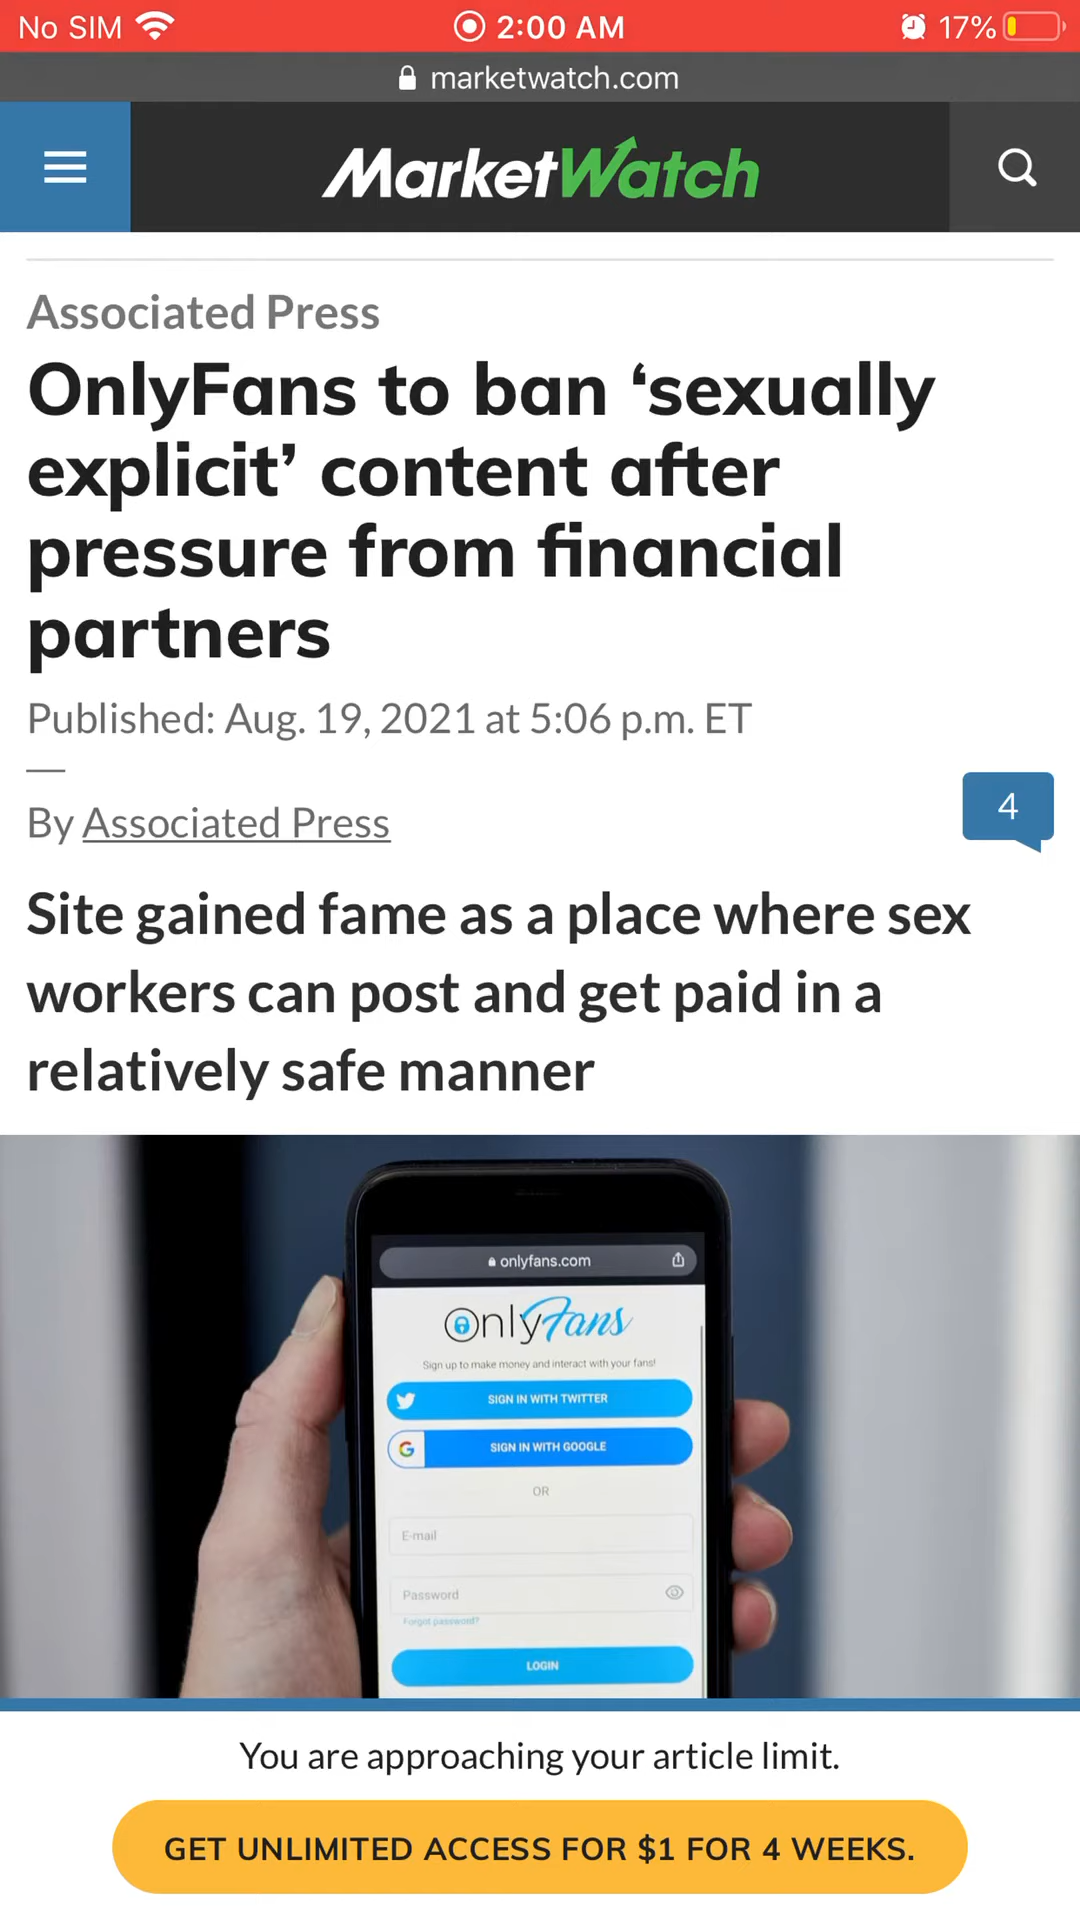 No SIM 2:00 AM 17%
marketwatch.com
MarketWatch
Associated Press
OnlyFans to ban ‘sexually
explicit’ content after
pressure from financial
partners
Published: Aug. 19, 2021 at 5:06 p.m. ET
By Associated Press
4
Site gained fame as a place where sex
workers can post and get paid in a
relatively safe manner
onlyfans.com
OnlyFans
Sign up to make money and interact with your fans!
SIGN IN WITH TWITTER
G SIGN IN WITH GOOGLE
OR
E-mail
Password
Forgot password?
LOGIN
You are approaching your article limit.
GET UNLIMITED ACCESS FOR $1 FOR 4 WEEKS.